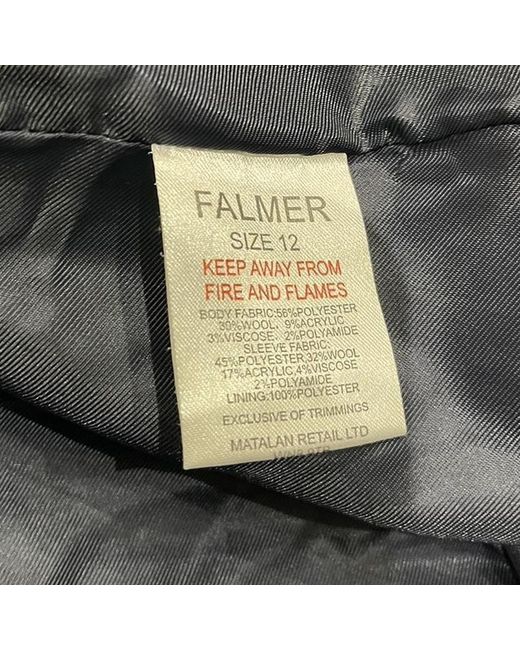 FALMER
SIZE 12
KEEP AWAY FROM
FIRE AND FLAMES
BODY FABRIC:56%POLYESTER
30%WOOL, 9%ACRYLIC
3%VISCOSE, 2%POLYAMIDE
SLEEVE FABRIC:
45%POLYESTER,32%WOOL
17%ACRYLIC,4%VISCOSE
2%POLYAMIDE
LINING:100%POLYESTER
EXCLUSIVE OF TRIMMINGS
MATALAN RETAIL LTD